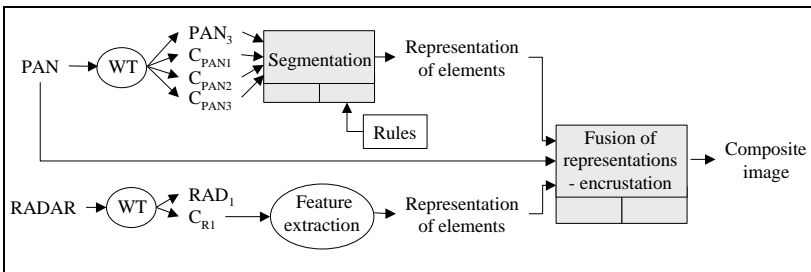 PAN
WT
PAN3
CPAN1
CPAN2
CPAN3
Segmentation
Rules
Representation
of elements
RADAR
WT
RAD1
CR1
Feature
extraction
Representation
of elements
Fusion of
representations
- encrustation
Composite
image